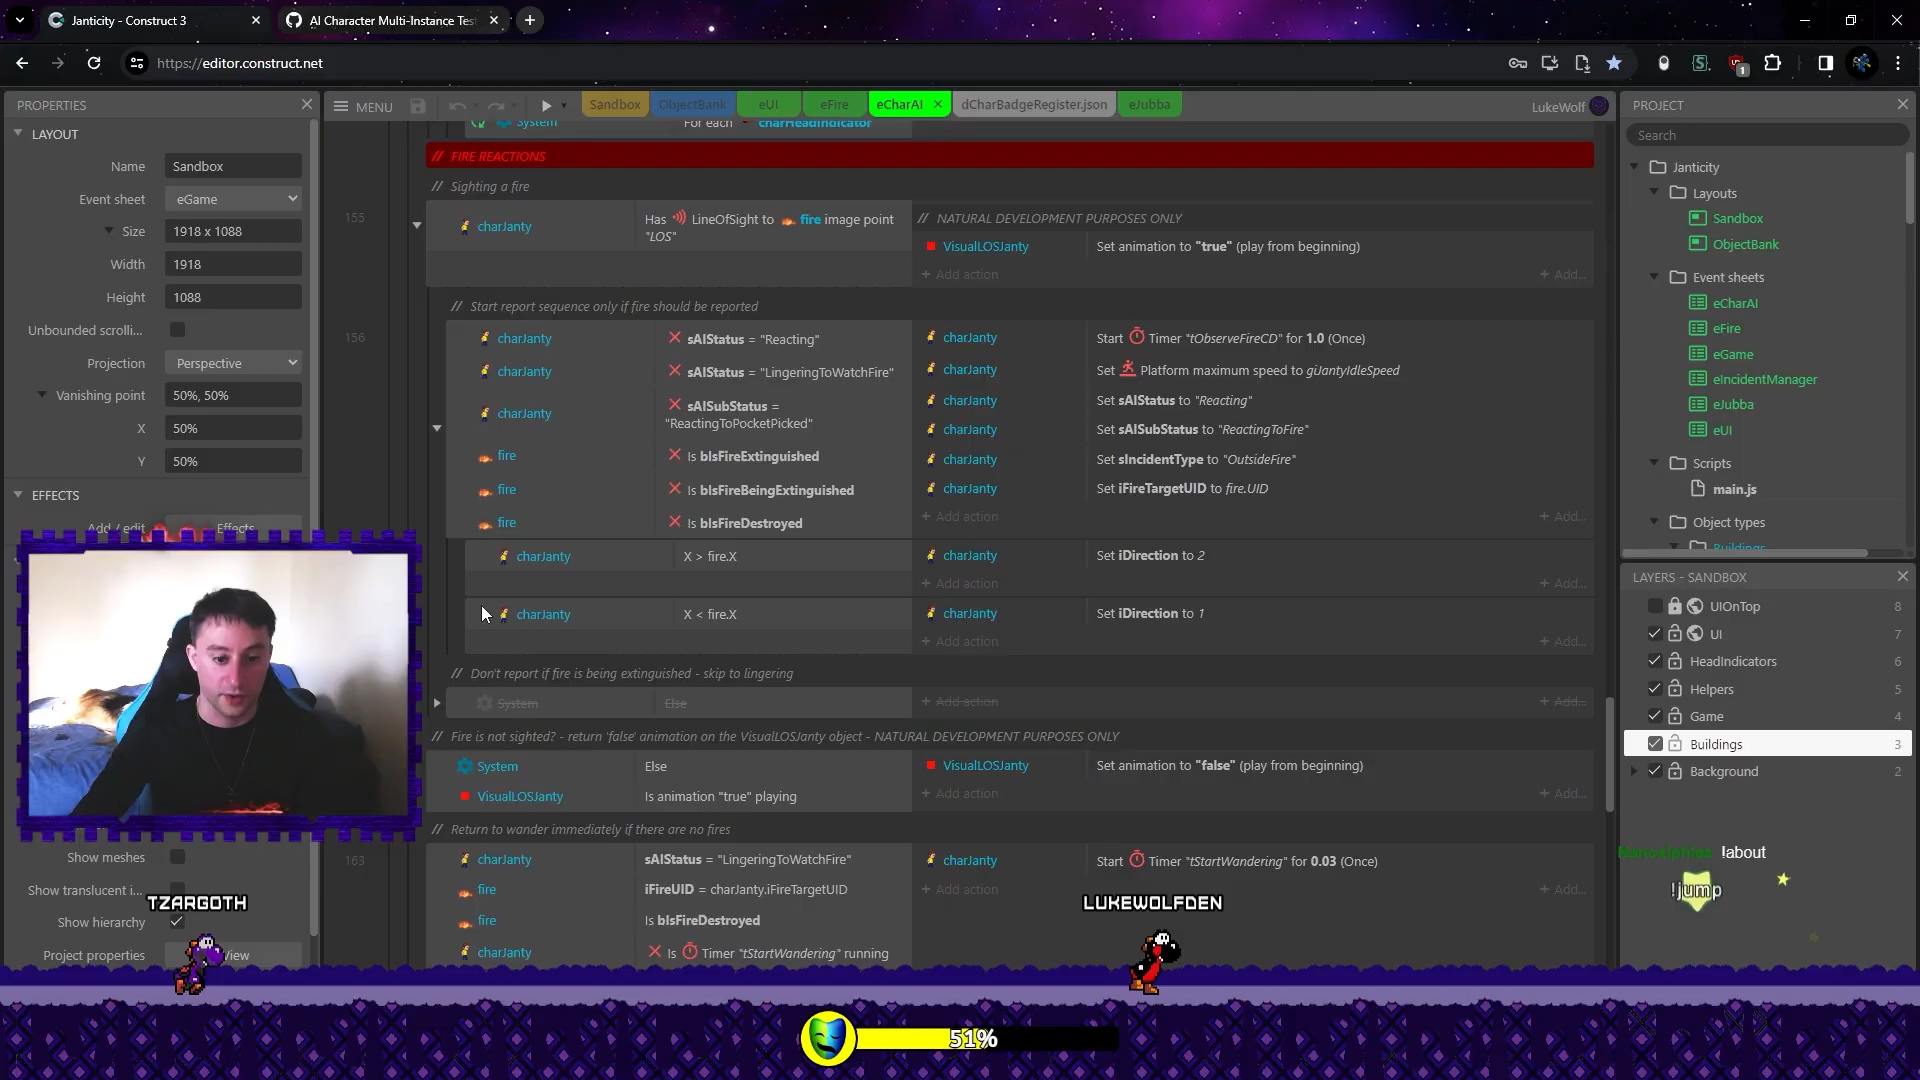 Janticity - Construct 3
AI Character Multi-Instance Tes
https://editor.construct.net
1
PROPERTIES
LAYOUT
Name
Sandbox
Event sheet
eGame
Size
1918 x 1088
Width
1918
Height
1088
Unbounded scrolli...
Projection
Perspective
Vanishing point
50%, 50%
X
50%
Y
50%
EFFECTS
Add / edit
Effects
Show meshes
Show translucent i...
Show hierarchy
Project properties
View
MENU
Sandbox
ObjectBank
eUI
eFire
eCharAI
dCharBadgeRegister.json
eJubba
LukeWolf
System
For each charHeadIndicator
// FIRE REACTIONS
// Sighting a fire
155
charJanty
Has LineOfSight to fire image point
"LOS"
// NATURAL DEVELOPMENT PURPOSES ONLY
VisualLOSJanty
Set animation to "true" (play from beginning)
+ Add action
+ Add...
// Start report sequence only if fire should be reported
156
charJanty
sAIStatus = "Reacting"
charJanty
sAIStatus = "LingeringToWatchFire"
charJanty
sAISubStatus =
"ReactingToPocketPicked"
fire
Is bIsFireExtinguished
fire
Is bIsFireBeingExtinguished
fire
Is bIsFireDestroyed
charJanty
Start Timer "tObserveFireCD" for 1.0 (Once)
charJanty
Set Platform maximum speed to giJantyIdleSpeed
charJanty
Set sAIStatus to "Reacting"
charJanty
Set sAISubStatus to "ReactingToFire"
charJanty
Set sIncidentType to "OutsideFire"
charJanty
Set iFireTargetUID to fire.UID
+ Add action
+ Add...
charJanty
X > fire.X
charJanty
Set iDirection to 2
+ Add action
+ Add...
charJanty
X < fire.X
charJanty
Set iDirection to 1
+ Add action
+ Add...
// Don't report if fire is being extinguished - skip to lingering
System
Else
+ Add action
+ Add...
// Fire is not sighted? - return 'false' animation on the VisualLOSJanty object - NATURAL DEVELOPMENT PURPOSES ONLY
System
Else
VisualLOSJanty
Is animation "true" playing
VisualLOSJanty
Set animation to "false" (play from beginning)
+ Add action
+ Add...
// Return to wander immediately if there are no fires
163
charJanty
sAIStatus = "LingeringToWatchFire"
fire
iFireUID = charJanty.iFireTargetUID
fire
Is bIsFireDestroyed
charJanty
Is Timer "tStartWandering" running
charJanty
Start Timer "tStartWandering" for 0.03 (Once)
+ Add action
+ Add...
PROJECT
Search
Janticity
Layouts
Sandbox
ObjectBank
Event sheets
eCharAI
eFire
eGame
eIncidentManager
eJubba
eUI
Scripts
main.js
Object types
Buildings
LAYERS - SANDBOX
UIOnTop 8
UI 7
HeadIndicators 6
Helpers 5
Game 4
Buildings 3
Background 2
!about
!jump
TZARGOTH
LUKEWOLFDEN
51%